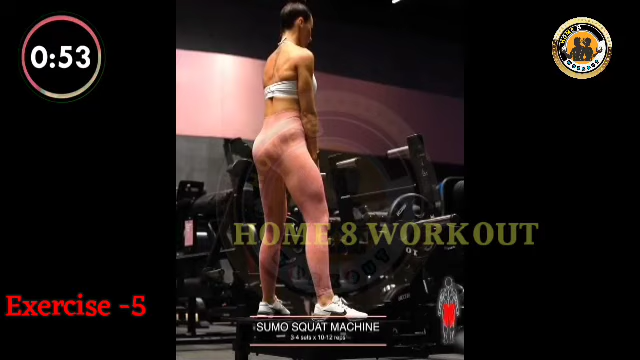 0:53
HOME 8 WORKOUT
Exercise -5
SUMO SQUAT MACHINE
3-4 sets x 10-12 reps